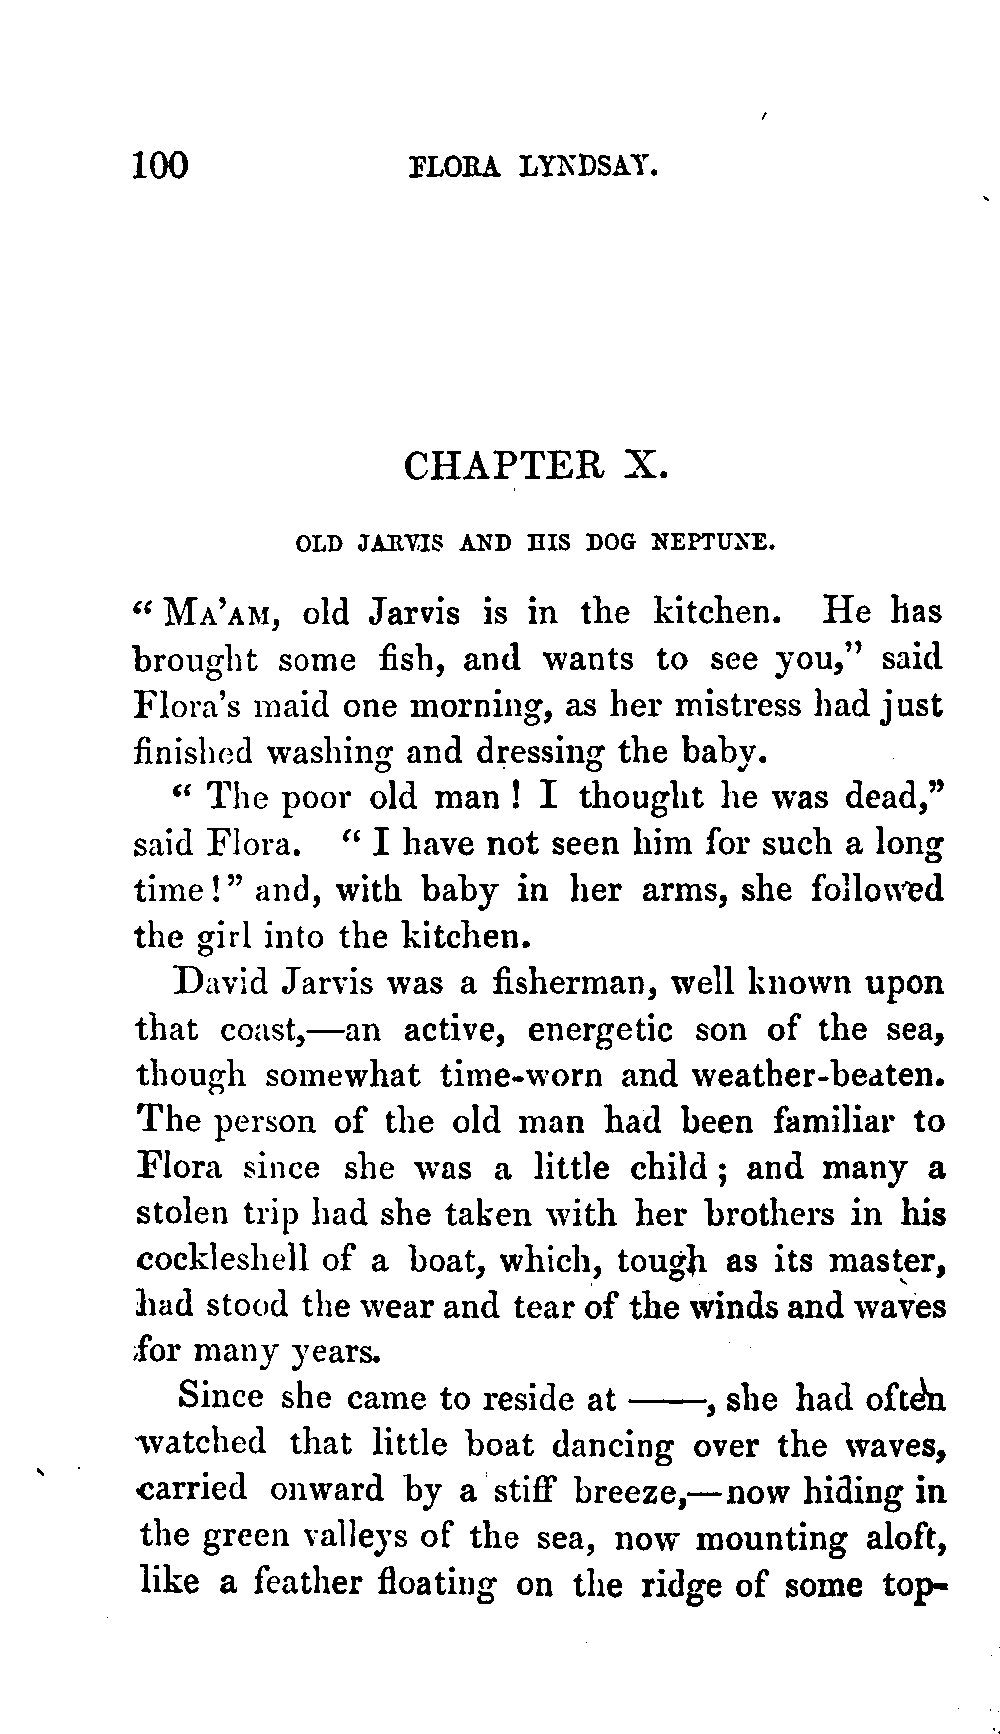 100 FLORA LYNDSAY.
CHAPTER X.
OLD JARVIS AND HIS DOG NEPTUNE.
“ MA’AM, old Jarvis is in the kitchen. He has
brought some fish, and wants to see you,” said
Flora’s maid one morning, as her mistress had just
finished washing and dressing the baby.
“ The poor old man ! I thought he was dead,”
said Flora. “ I have not seen him for such a long
time !” and, with baby in her arms, she followed
the girl into the kitchen.
David Jarvis was a fisherman, well known upon
that coast,—an active, energetic son of the sea,
though somewhat time-worn and weather-beaten.
The person of the old man had been familiar to
Flora since she was a little child ; and many a
stolen trip had she taken with her brothers in his
cockleshell of a boat, which, tough as its master,
had stood the wear and tear of the winds and waves
for many years.
Since she came to reside at ——, she had often
watched that little boat dancing over the waves,
carried onward by a stiff breeze,—now hiding in
the green valleys of the sea, now mounting aloft,
like a feather floating on the ridge of some top-